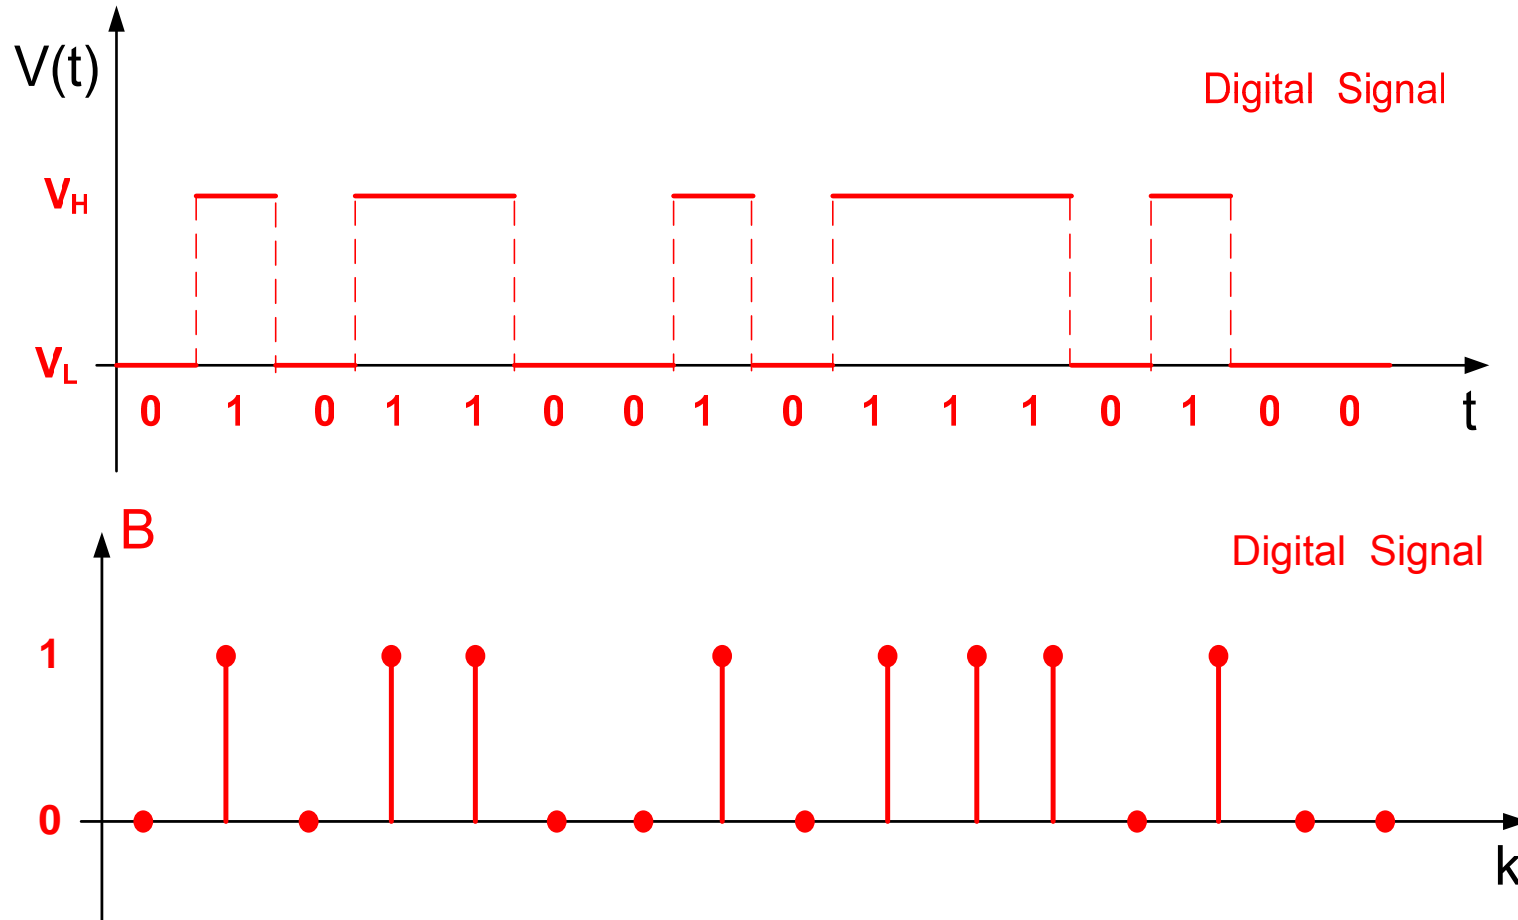 V(t)
Digital Signal
VH
VL
0 1 0 1 1 0 0 1 0 1 1 1 0 1 0 0
t
B
Digital Signal
1
0
k